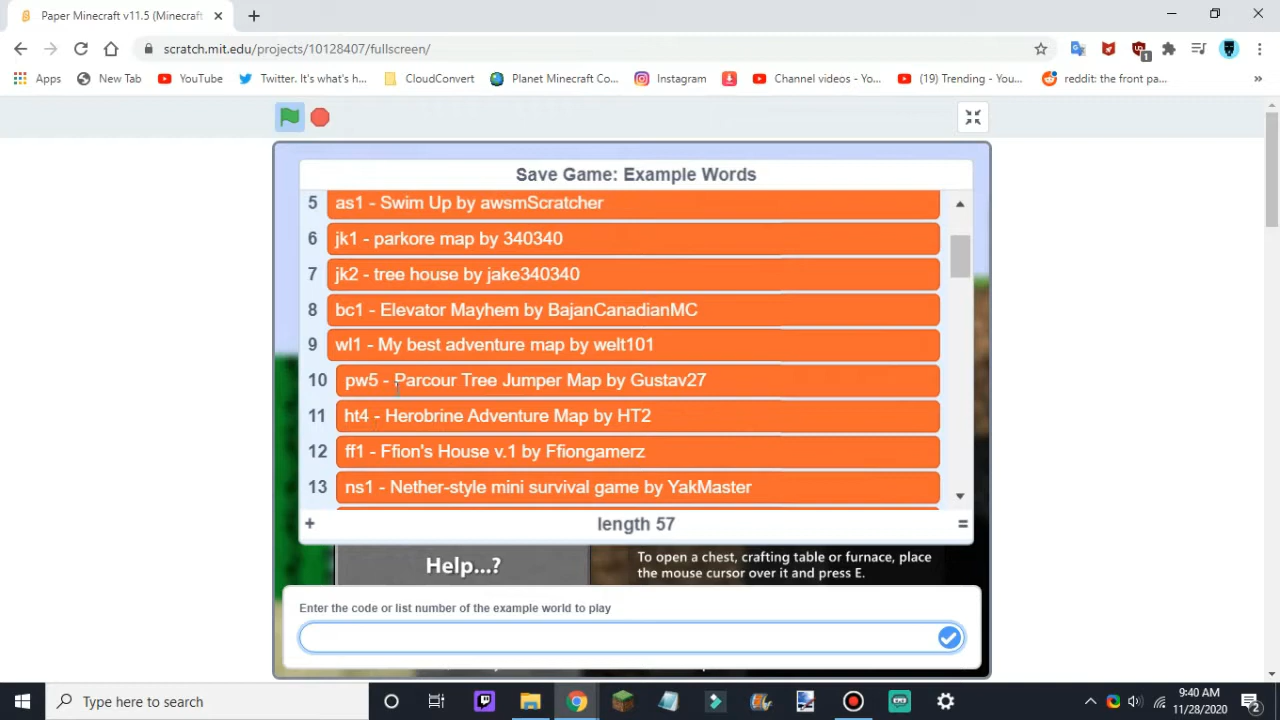 Paper Minecraft v11.5 (Minecraft
scratch.mit.edu/projects/10128407/fullscreen/
1
Apps
New Tab
YouTube
Twitter. It's what's h...
CloudConvert
Planet Minecraft Co...
Instagram
Channel videos - Yo...
(19) Trending - You...
reddit: the front pa...
»
Save Game: Example Words
5 as1 - Swim Up by awsmScratcher
6 jk1 - parkore map by 340340
7 jk2 - tree house by jake340340
8 bc1 - Elevator Mayhem by BajanCanadianMC
9 wl1 - My best adventure map by welt101
10 pw5 - Parcour Tree Jumper Map by Gustav27
11 ht4 - Herobrine Adventure Map by HT2
12 ff1 - Ffion's House v.1 by Ffiongamerz
13 ns1 - Nether-style mini survival game by YakMaster
+ length 57 =
Help...?
To open a chest, crafting table or furnace, place
the mouse cursor over it and press E.
Enter the code or list number of the example world to play
Type here to search
9:40 AM
11/28/2020
2